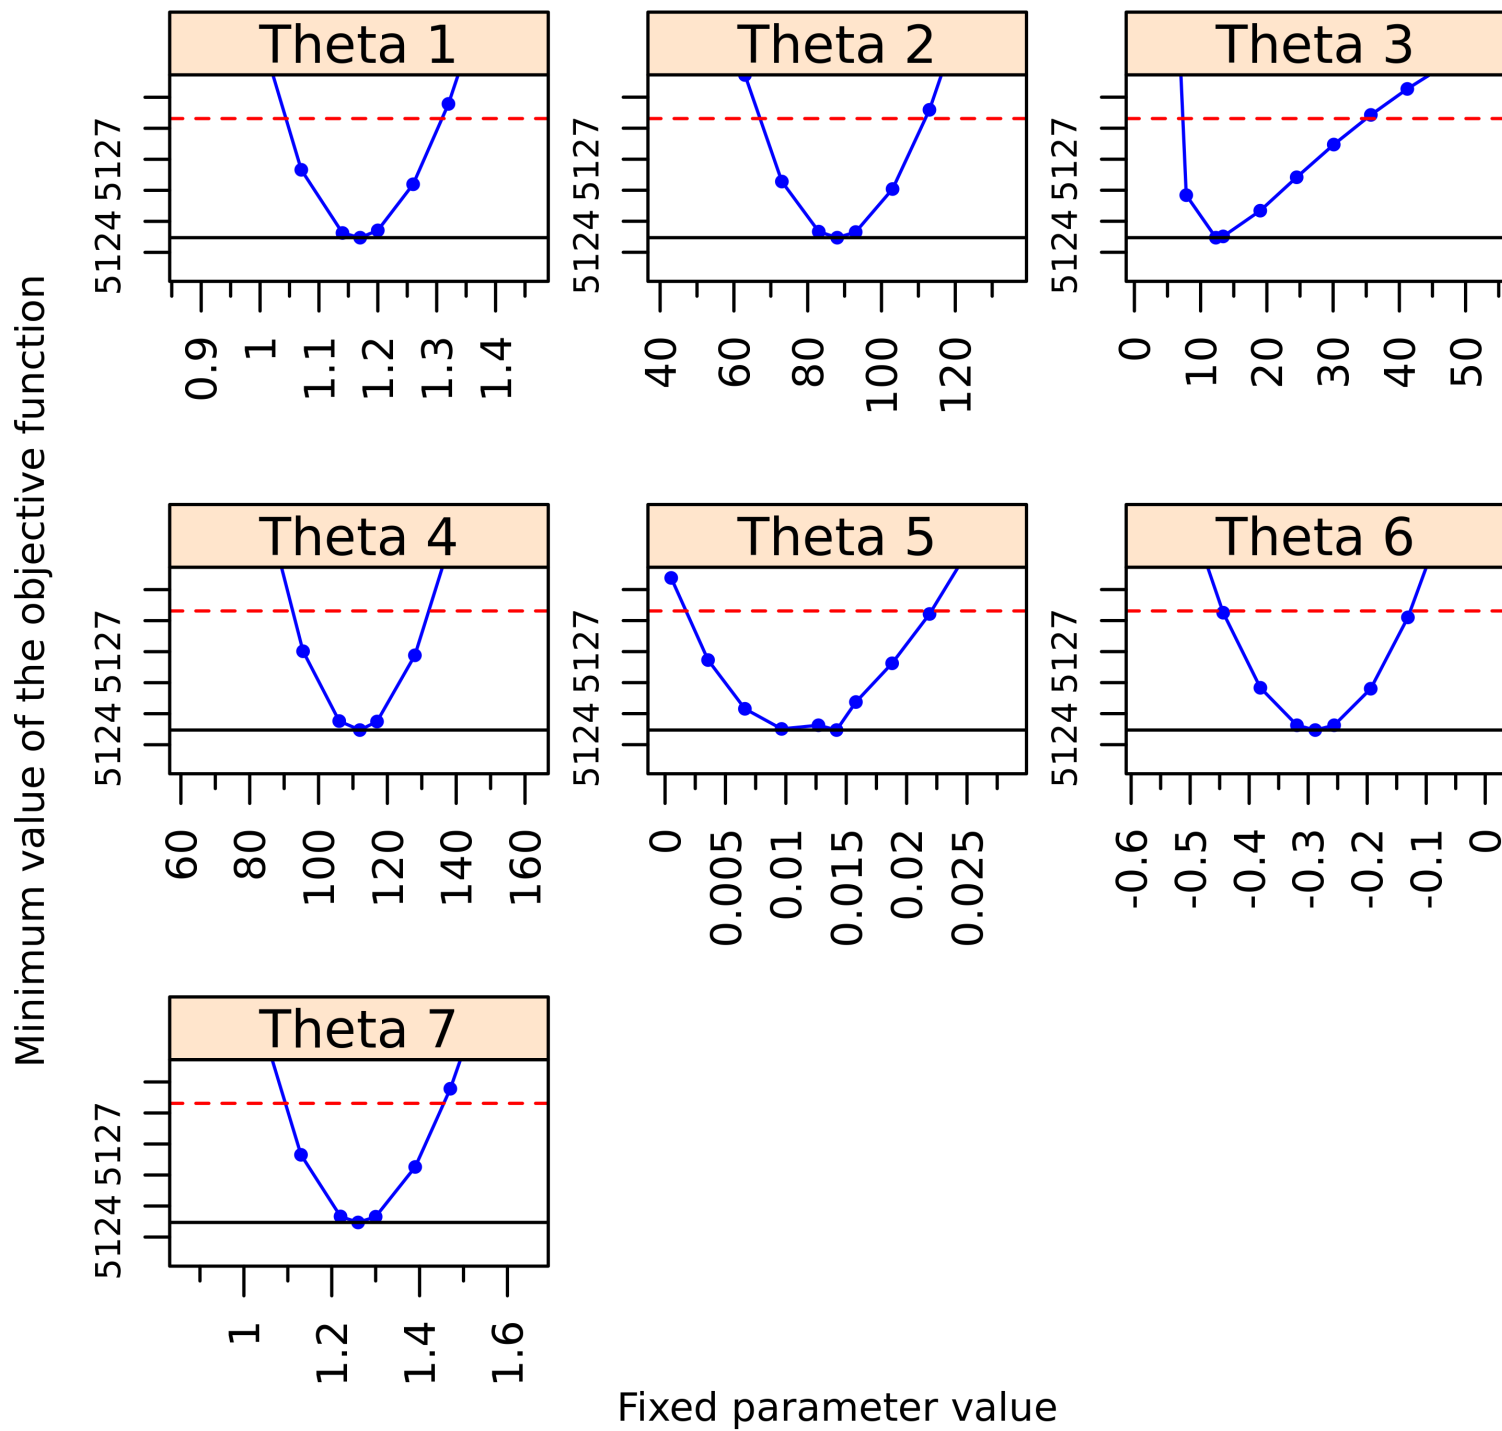 Theta 1
Theta 2
Theta 3
5124 5127
5124 5127
5124 5127
0.9 1 1.1 1.2 1.3 1.4
40 60 80 100 120
0 10 20 30 40 50
Minimum value of the objective function
Theta 4
Theta 5
Theta 6
5124 5127
5124 5127
5124 5127
60 80 100 120 140 160
0 0.005 0.01 0.015 0.02 0.025
-0.6 -0.5 -0.4 -0.3 -0.2 -0.1 0
Theta 7
5124 5127
1 1.2 1.4 1.6
Fixed parameter value